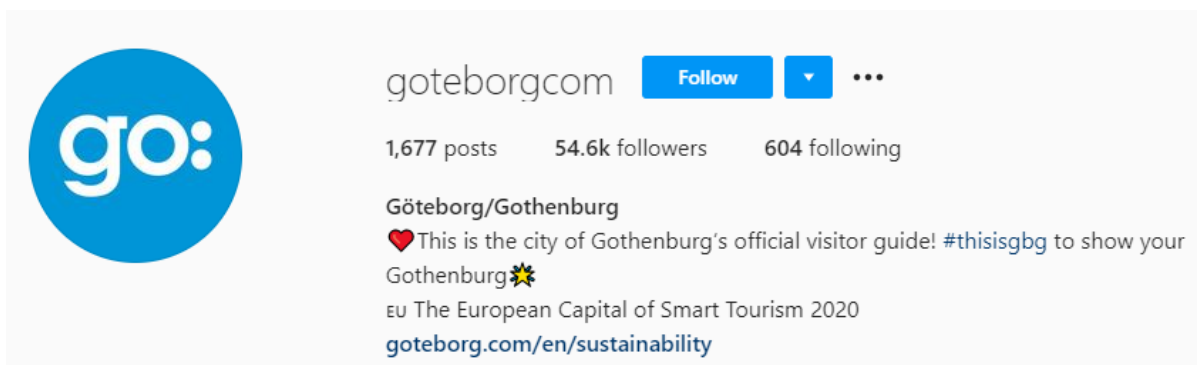 go:
goteborgcom Follow ▼ •••
1,677 posts 54.6k followers 604 following
Göteborg/Gothenburg
❤️This is the city of Gothenburg's official visitor guide! #thisisgbg to show your
Gothenburg🌟
EU The European Capital of Smart Tourism 2020
goteborg.com/en/sustainability